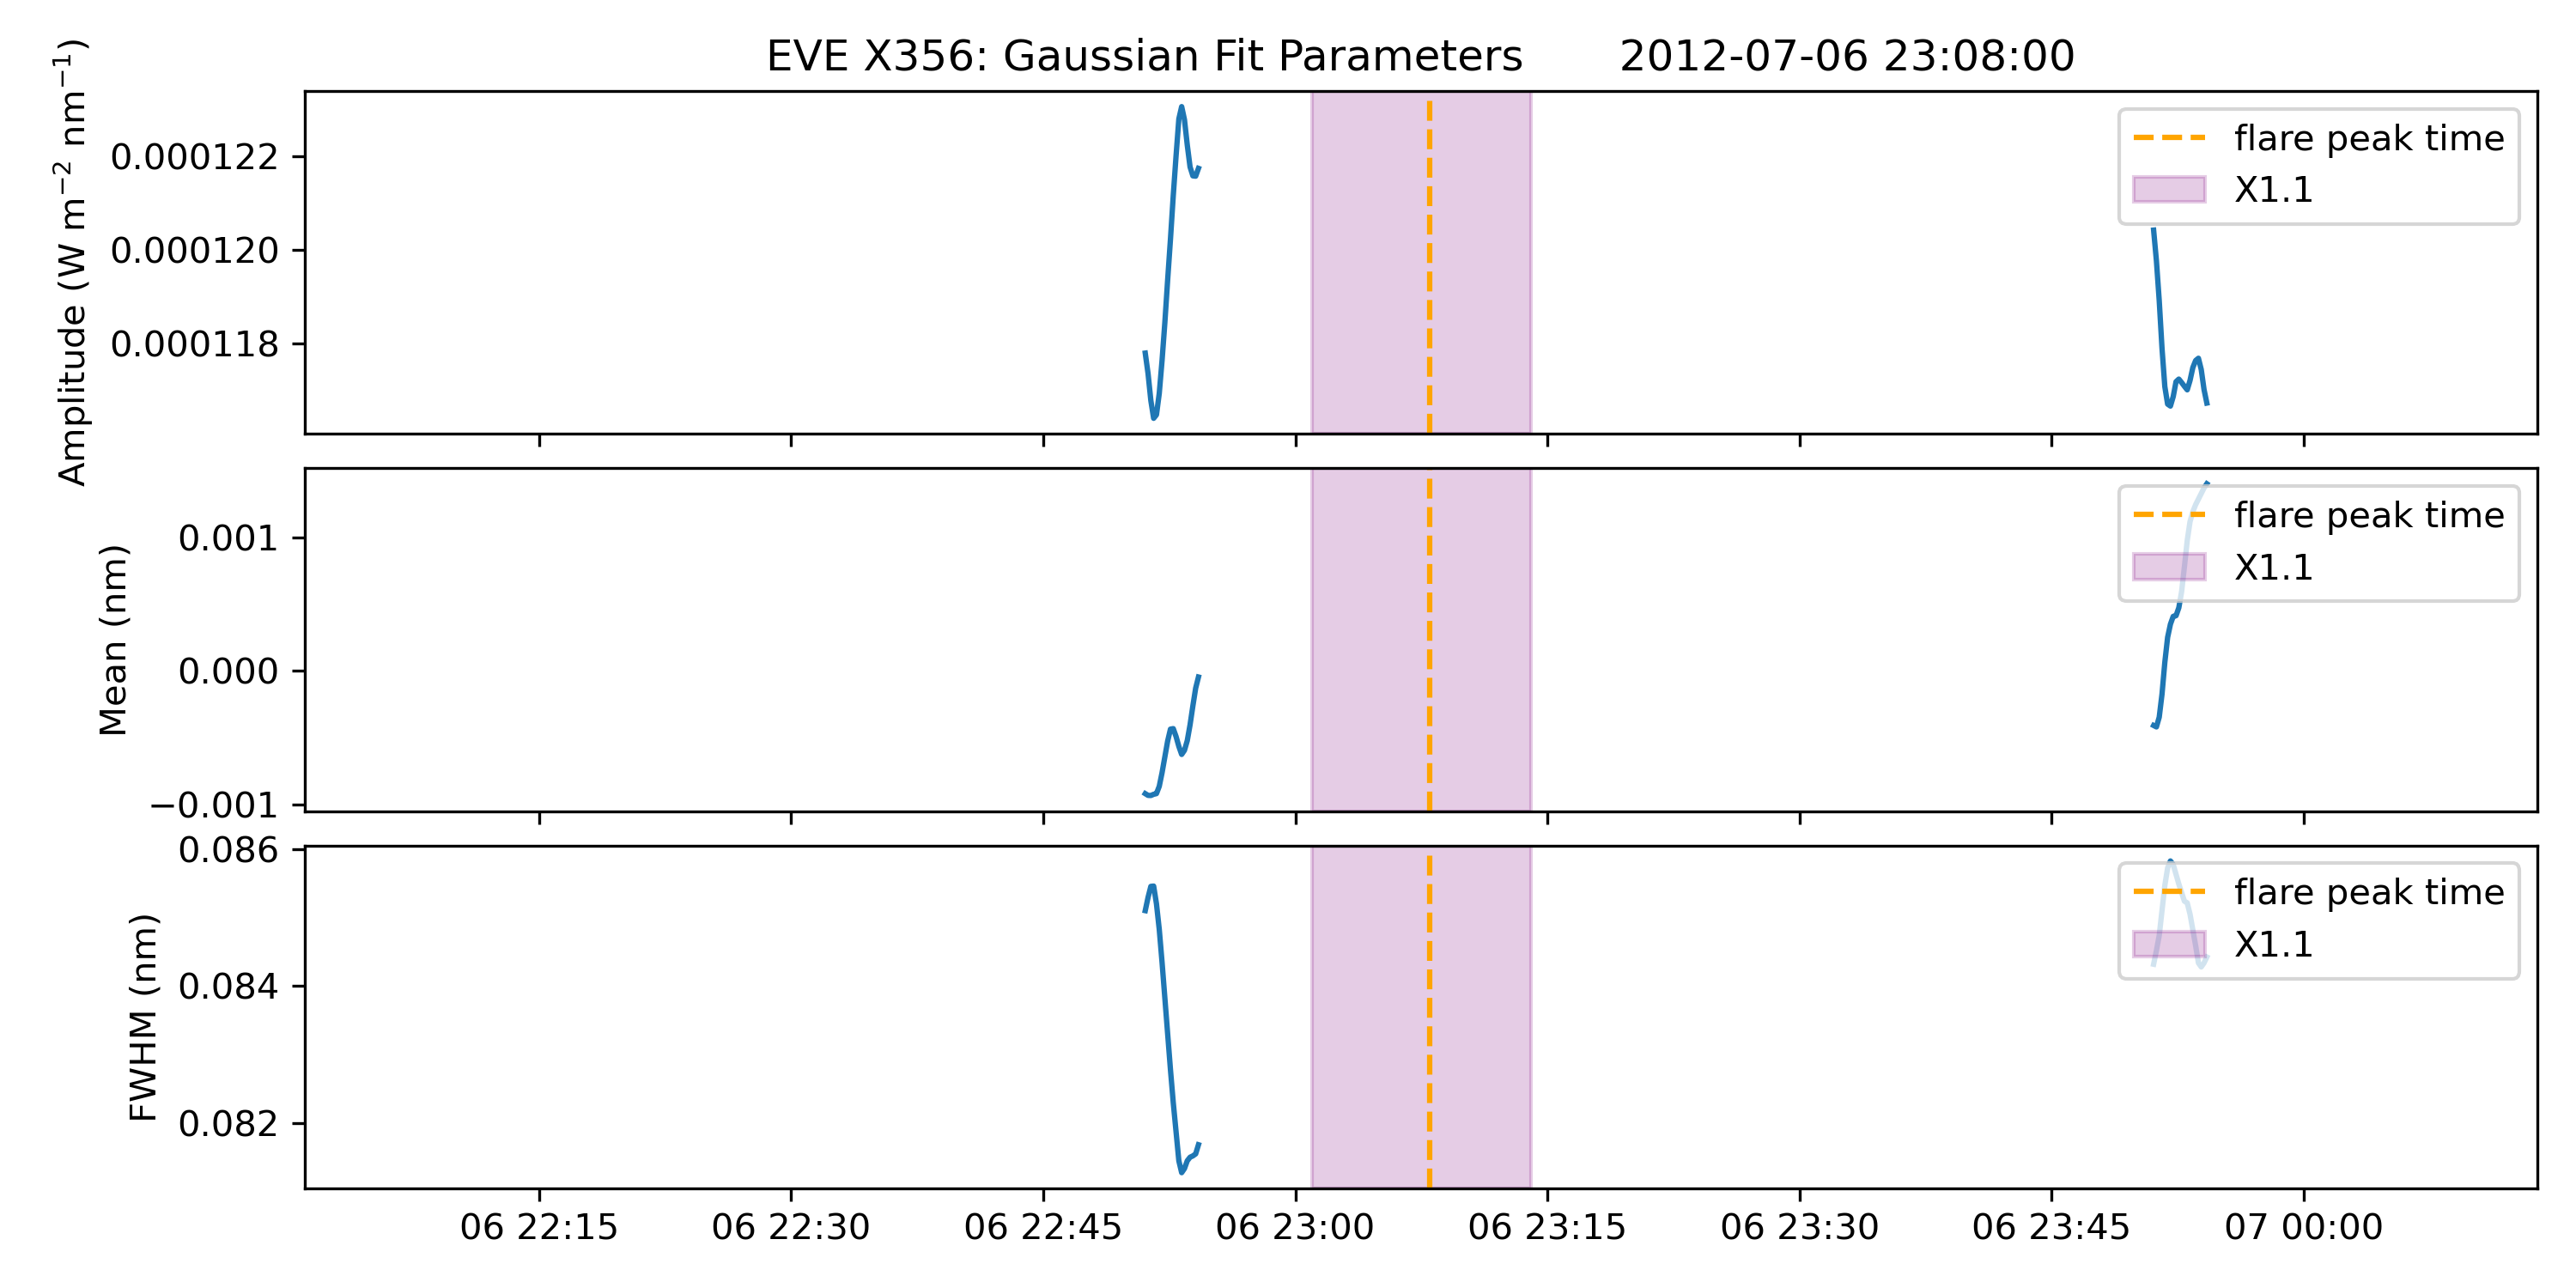 EVE X356: Gaussian Fit Parameters 2012-07-06 23:08:00
Amplitude (W m⁻² nm⁻¹)
0.000122
0.000120
0.000118
flare peak time
X1.1
Mean (nm)
0.001
0.000
−0.001
flare peak time
X1.1
FWHM (nm)
0.086
0.084
0.082
flare peak time
X1.1
06 22:15 06 22:30 06 22:45 06 23:00 06 23:15 06 23:30 06 23:45 07 00:00